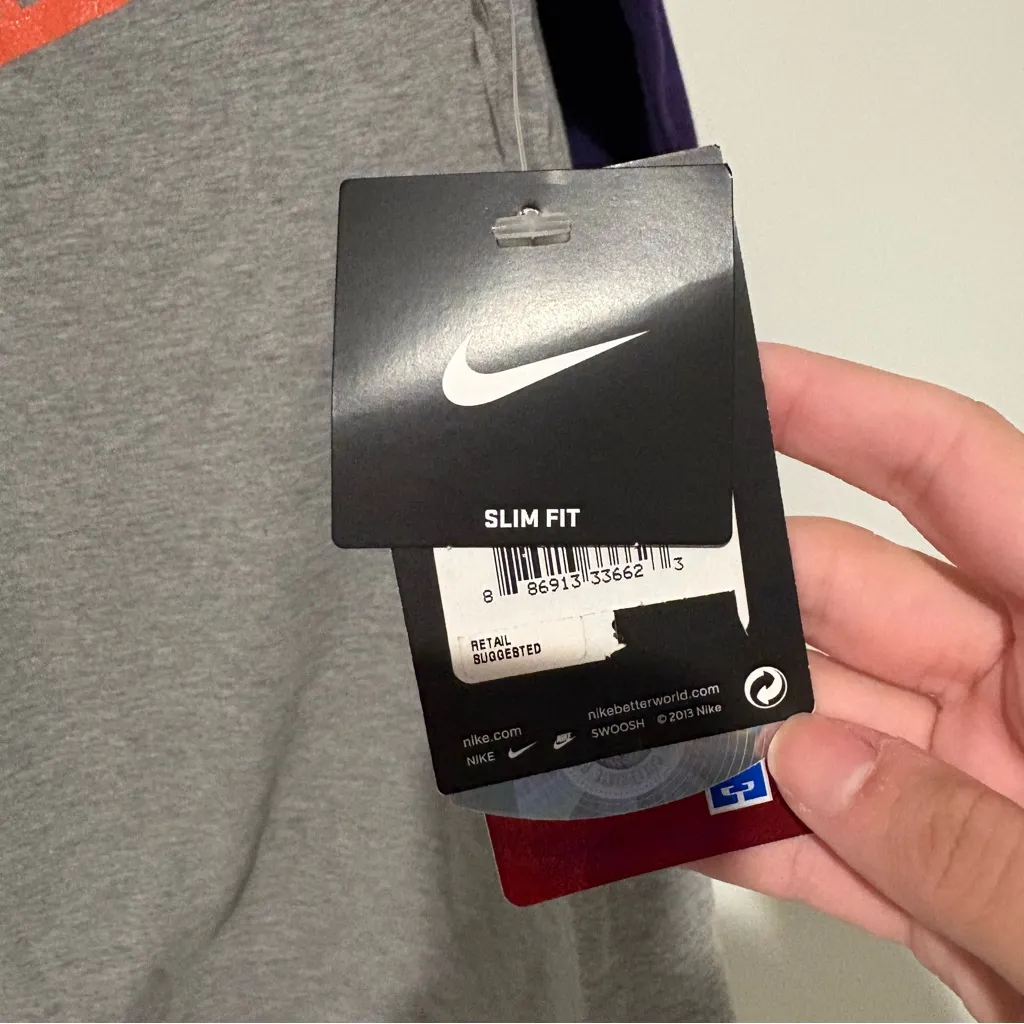 SLIM FIT
8 86913 33662 3
RETAIL
SUGGESTED
nikebetterworld.com
nike.com
SWOOSH © 2013 Nike
NIKE